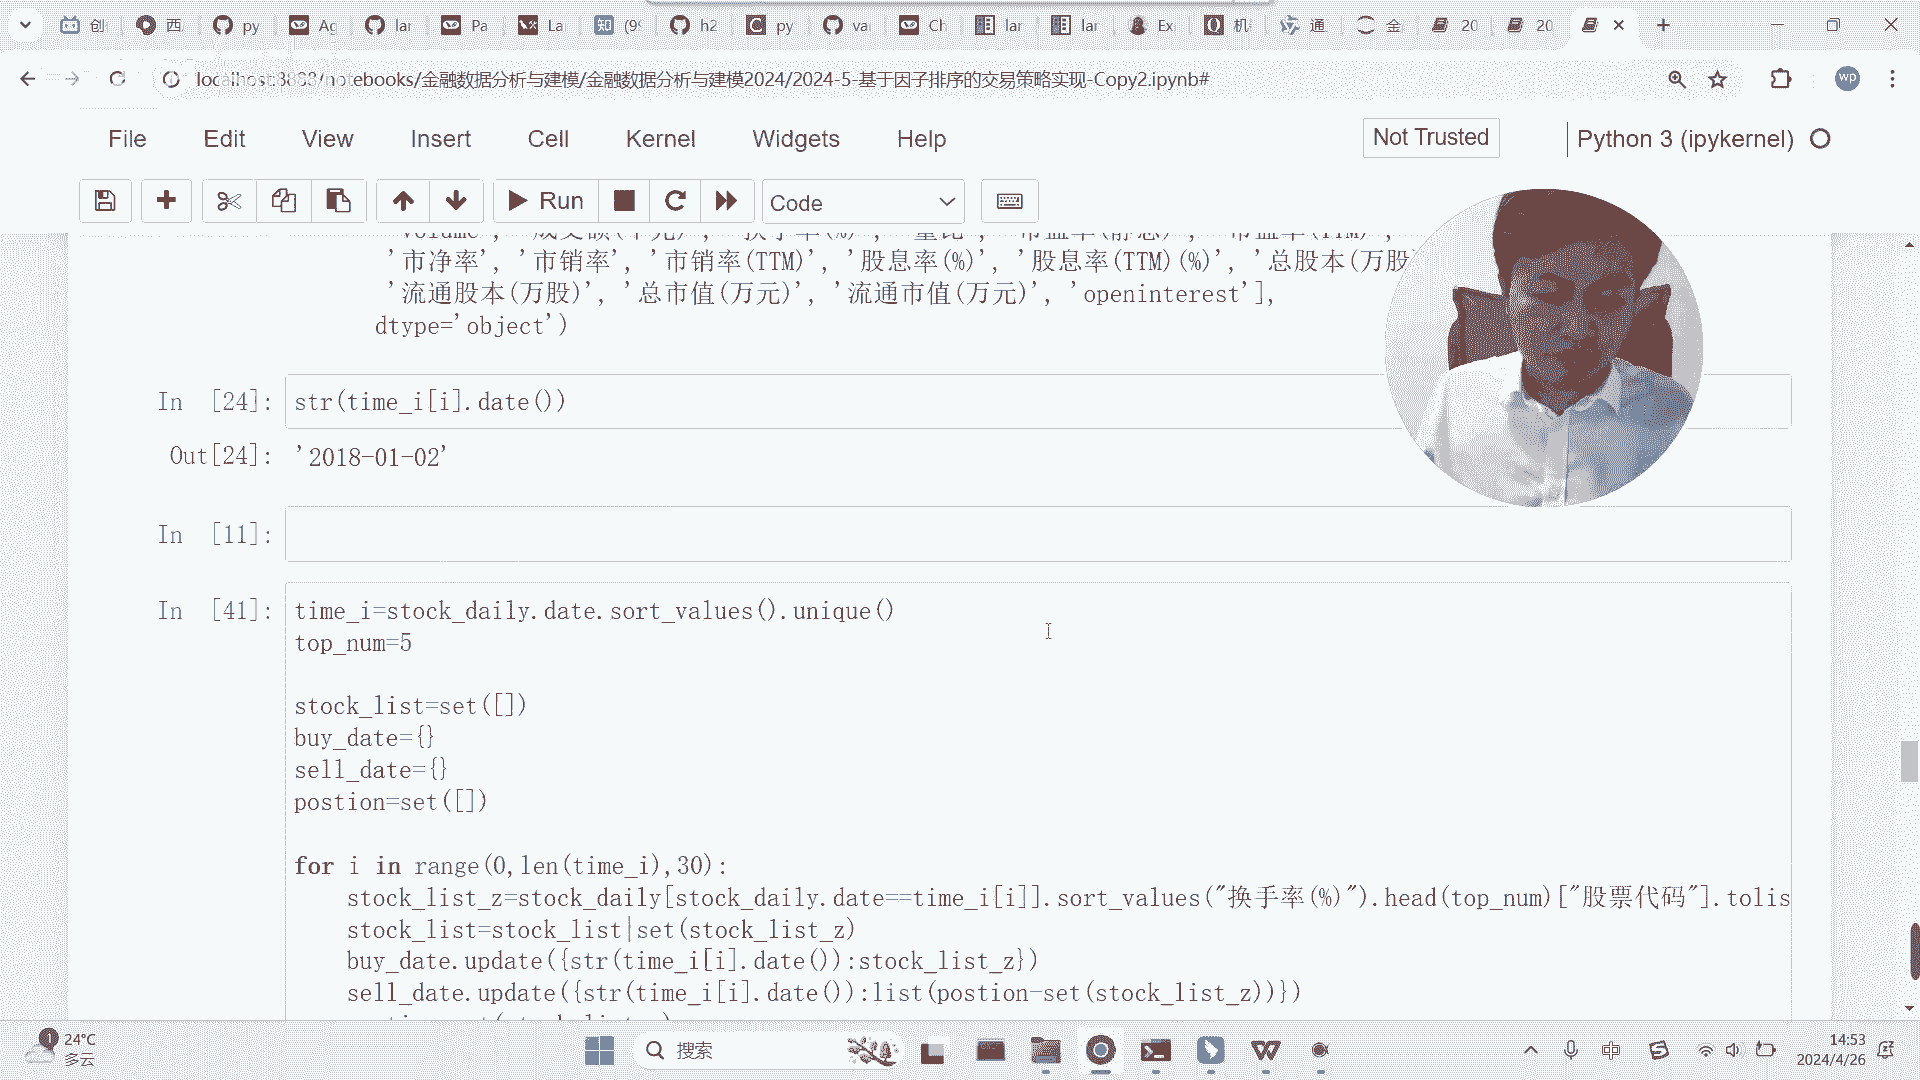 创
西
py
Ag
lar
Pa
La
知 (9
h2
py
va
Ch
lar
lar
Ex
机
通
金
20
20
localhost:8888/notebooks/金融数据分析与建模/金融数据分析与建模2024/2024-5-基于因子排序的交易策略实现-Copy2.ipynb#
wp
File Edit View Insert Cell Kernel Widgets Help
Not Trusted
Python 3 (ipykernel)
Run
Code
'市净率', '市销率', '市销率(TTM)', '股息率(%)', '股息率(TTM)(%)', '总股本(万股
'流通股本(万股)', '总市值(万元)', '流通市值(万元)', 'openinterest'],
dtype='object')
In [24]: str(time_i[i].date())
Out[24]: '2018-01-02'
In [11]:
In [41]: time_i=stock_daily.date.sort_values().unique()
top_num=5
stock_list=set([])
buy_date={}
sell_date={}
postion=set([])
for i in range(0,len(time_i),30):
stock_list_z=stock_daily[stock_daily.date==time_i[i]].sort_values("换手率(%)").head(top_num)["股票代码"].tolis
stock_list=stock_list|set(stock_list_z)
buy_date.update({str(time_i[i].date()):stock_list_z})
sell_date.update({str(time_i[i].date()):list(postion-set(stock_list_z))})
1
24°C
多云
搜索
中
14:53
2024/4/26